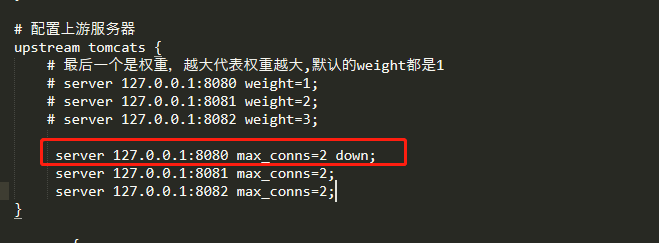 # 配置上游服务器
upstream tomcats {
# 最后一个是权重，越大代表权重越大,默认的weight都是1
# server 127.0.0.1:8080 weight=1;
# server 127.0.0.1:8081 weight=2;
# server 127.0.0.1:8082 weight=3;
server 127.0.0.1:8080 max_conns=2 down;
server 127.0.0.1:8081 max_conns=2;
server 127.0.0.1:8082 max_conns=2;
}